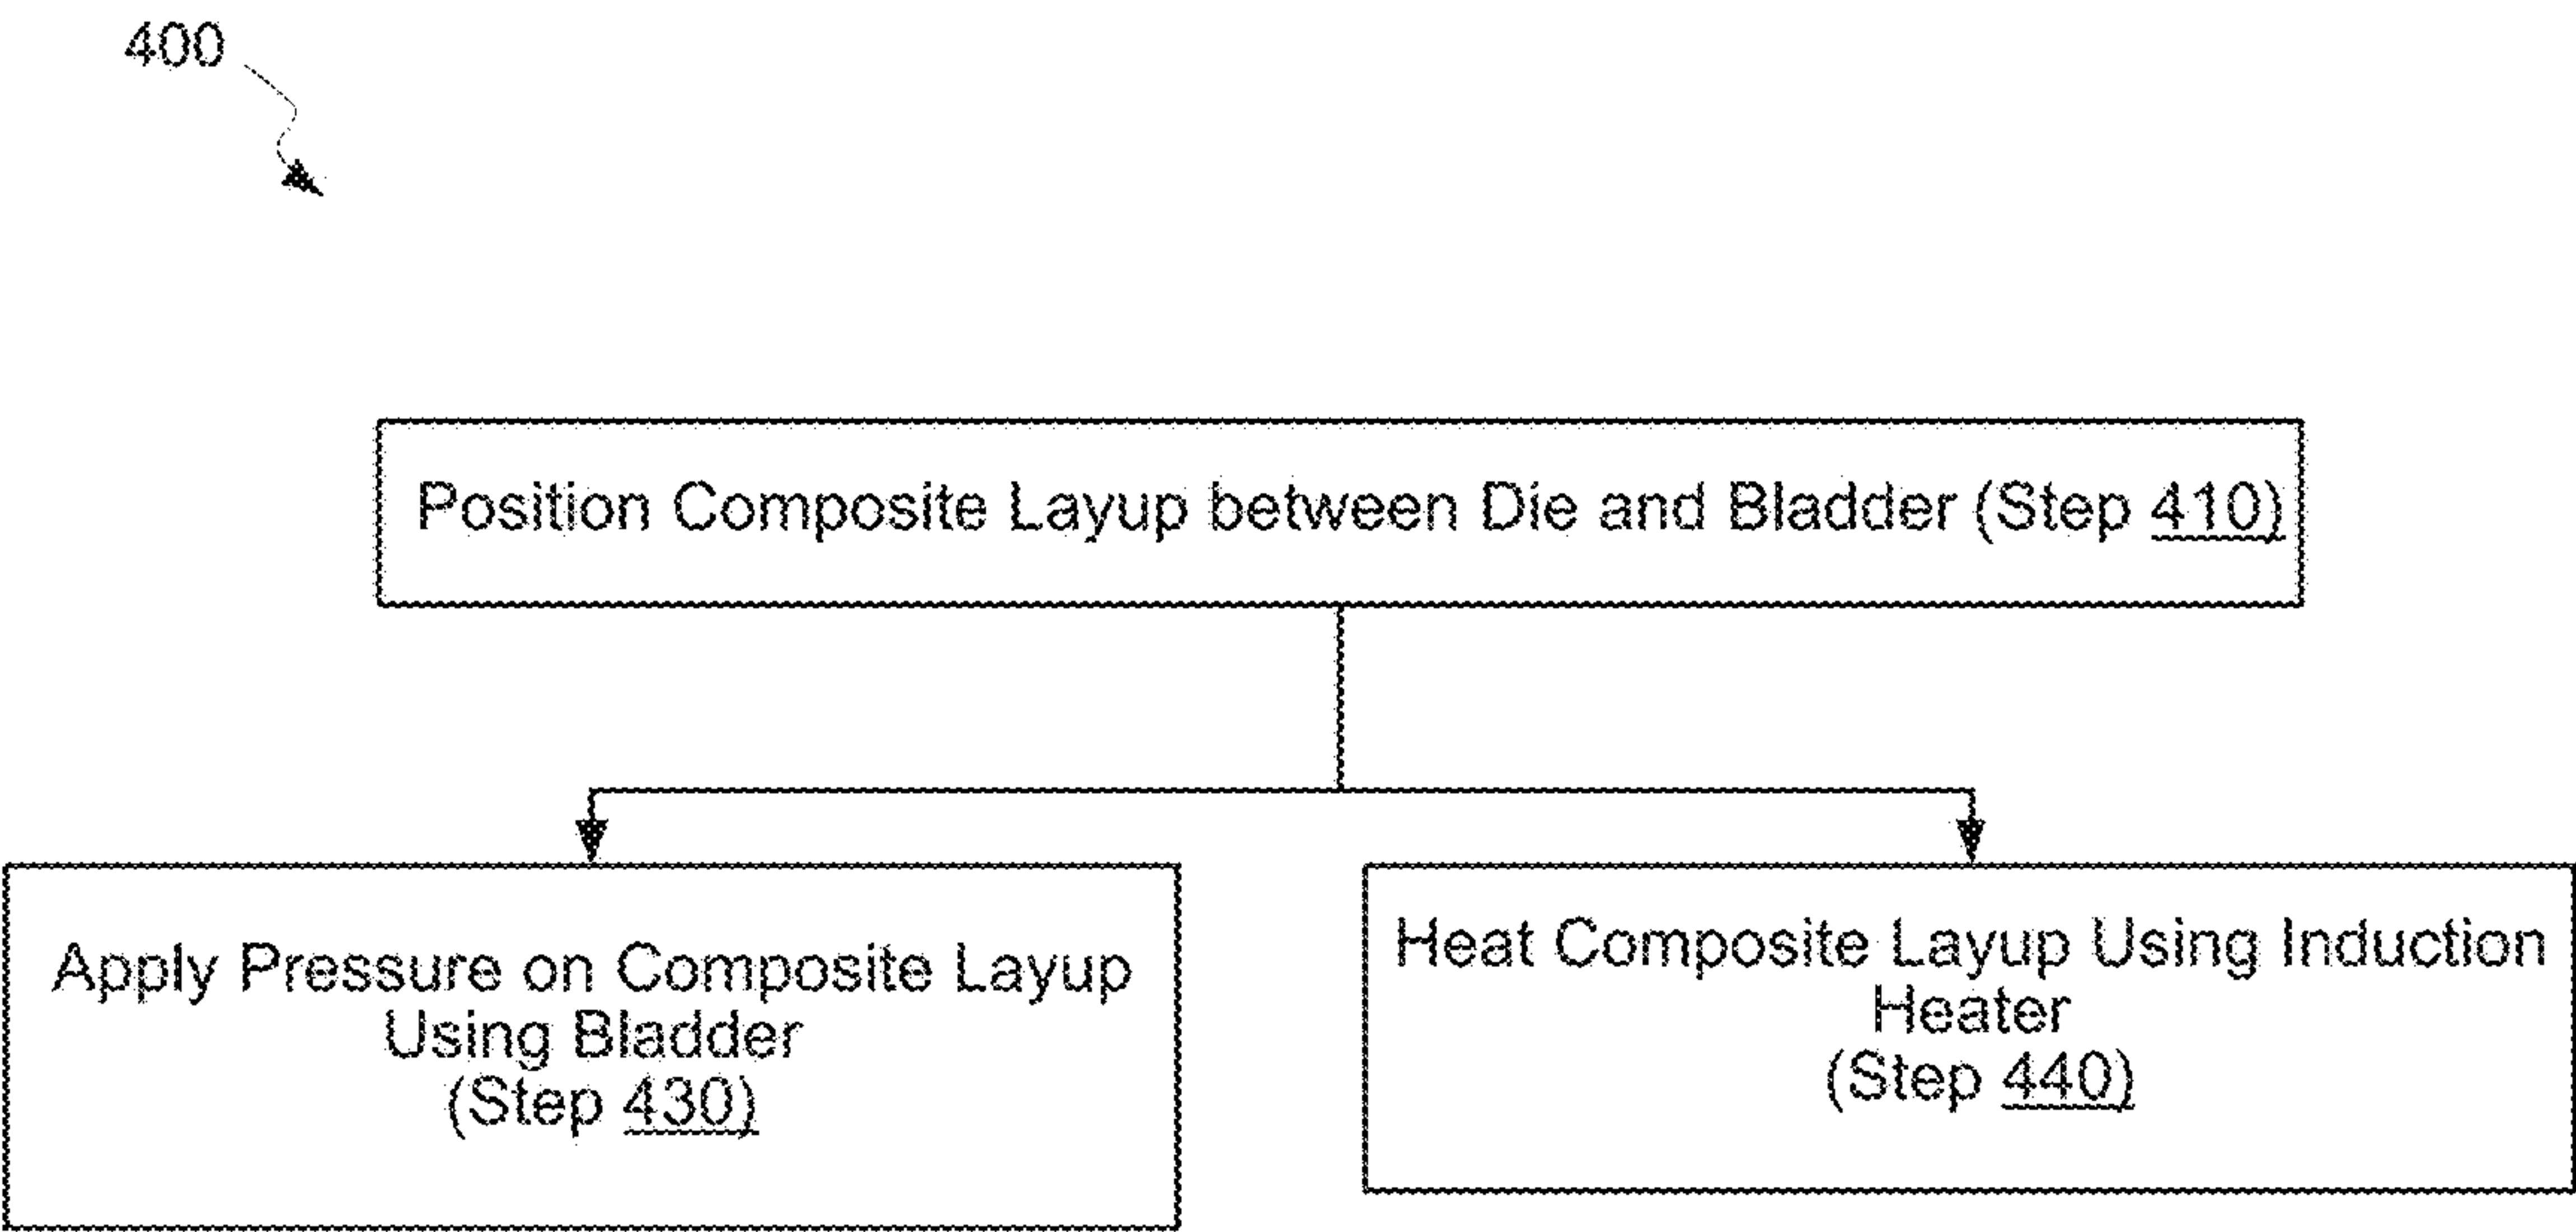 400
Position Composite Layup between Die and Bladder (Step 410)
Apply Pressure on Composite Layup
Using Bladder
(Step 430)
Heat Composite Layup Using Induction
Heater
(Step 440)